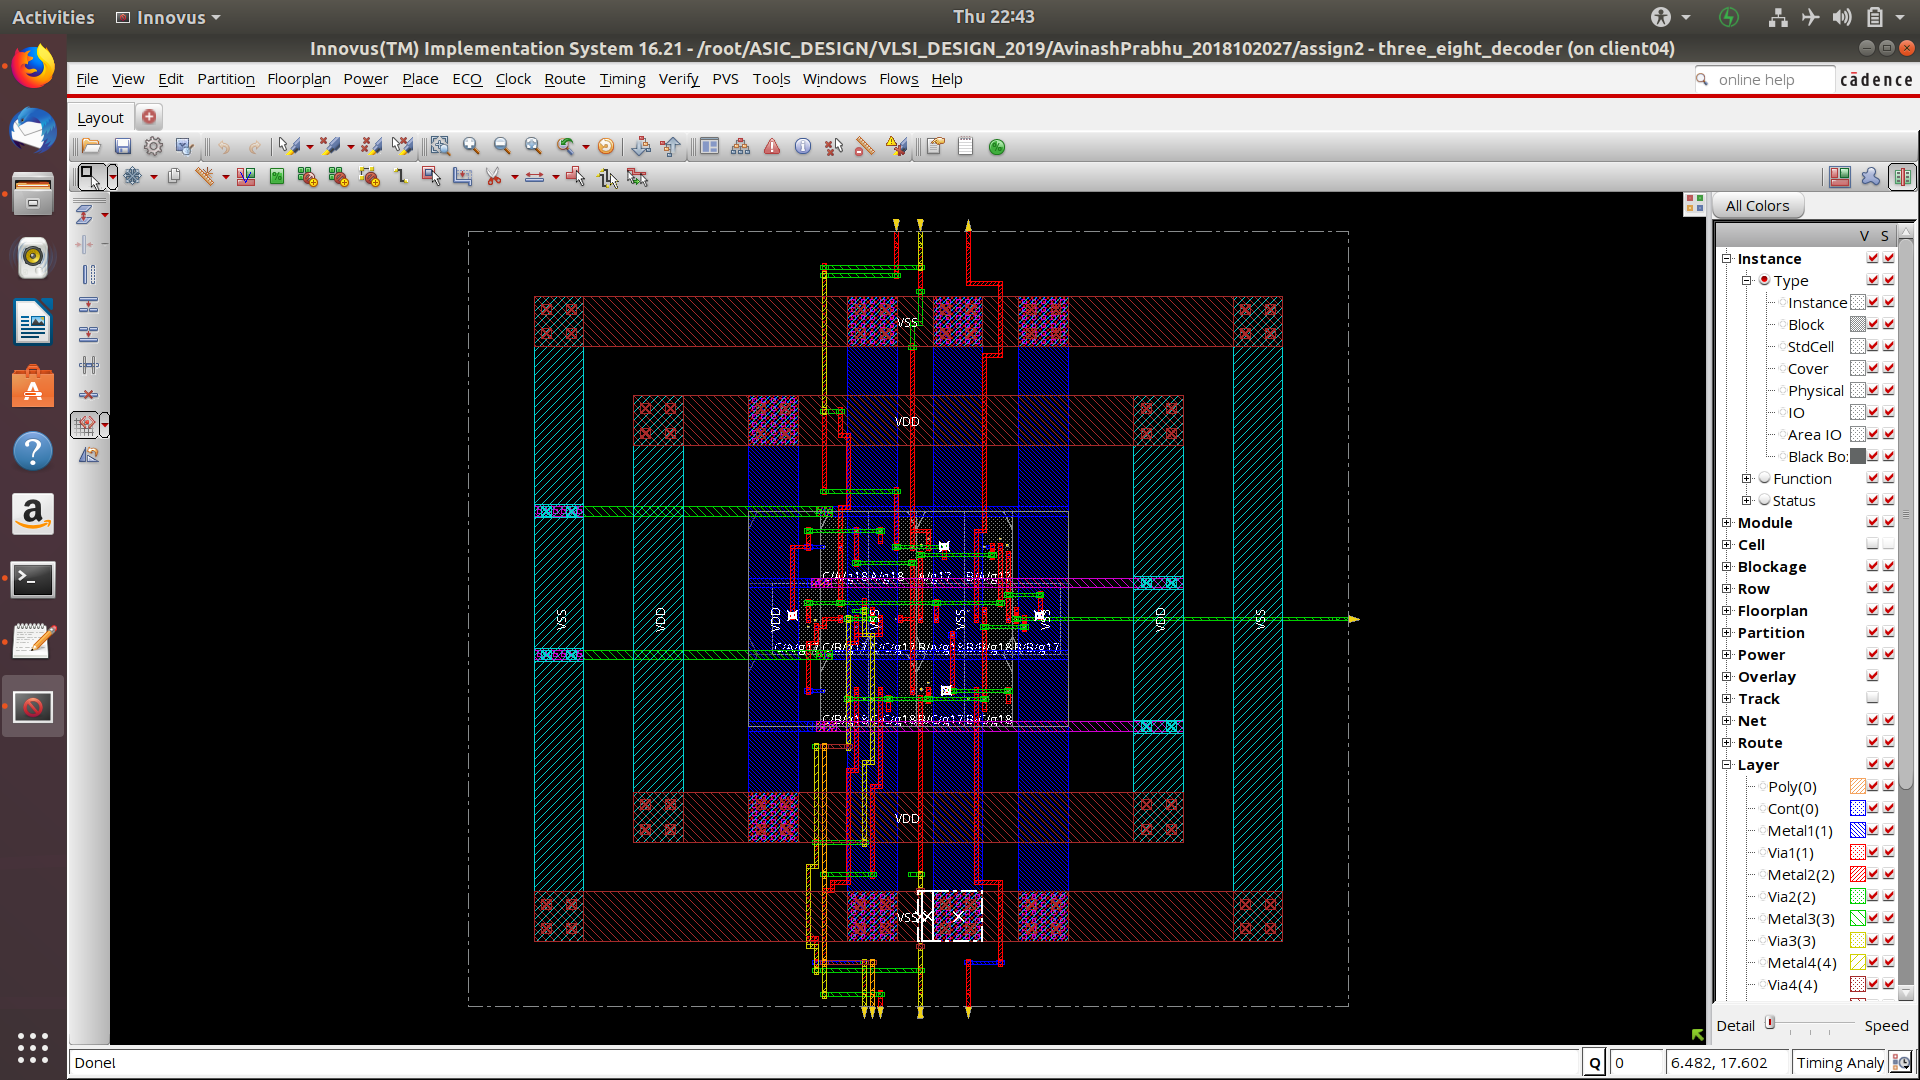 Activities Innovus Thu 22:43
Innovus(TM) Implementation System 16.21 - /root/ASIC_DESIGN/VLSI_DESIGN_2019/AvinashPrabhu_2018102027/assign2 - three_eight_decoder (on client04)
File View Edit Partition Floorplan Power Place ECO Clock Route Timing Verify PVS Tools Windows Flows Help online help cādence
Layout
All Colors
V S
Instance
Type
Instance
Block
StdCell
Cover
Physical
IO
Area IO
Black Bo:
Function
Status
Module
Cell
Blockage
Row
Floorplan
Partition
Power
Overlay
Track
Net
Route
Layer
Poly(0)
Cont(0)
Metal1(1)
Via1(1)
Metal2(2)
Via2(2)
Metal3(3)
Via3(3)
Metal4(4)
Via4(4)
Detail Speed
VSS
VDD
VSS VDD VDD VSS VSS VSS VDD VSS
VDD
VSS
Done!
Q 0 6.482, 17.602 Timing Analy